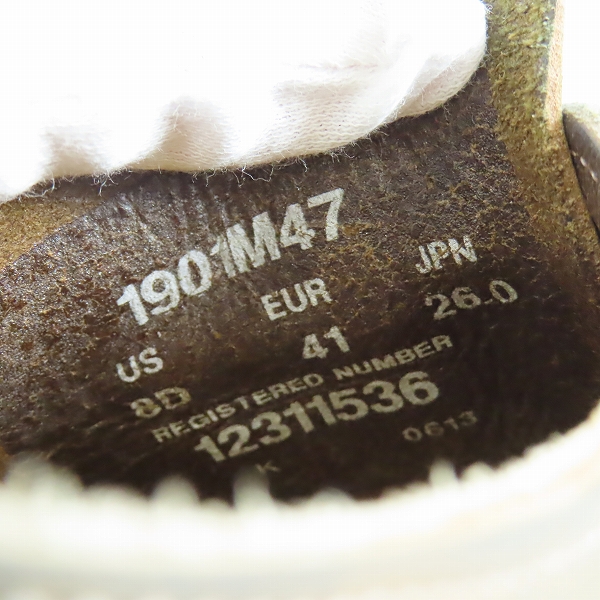 1901M47
US EUR JPN
8D 41 26.0
REGISTERED NUMBER
12311536
K 0613